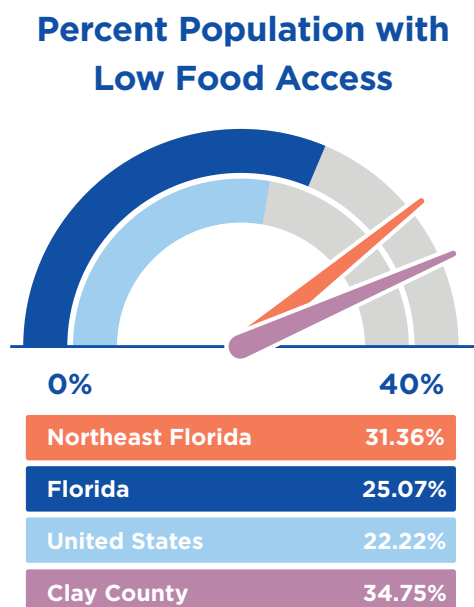 Percent Population with
Low Food Access
0% 40%
Northeast Florida 31.36%
Florida 25.07%
United States 22.22%
Clay County 34.75%